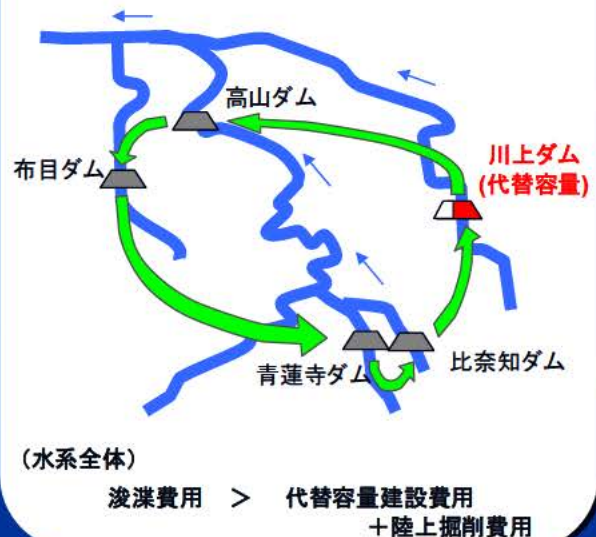 高山ダム
布目ダム
川上ダム
(代替容量)
青蓮寺ダム
比奈知ダム
（水系全体）
浚渫費用　＞　代替容量建設費用
＋陸上掘削費用